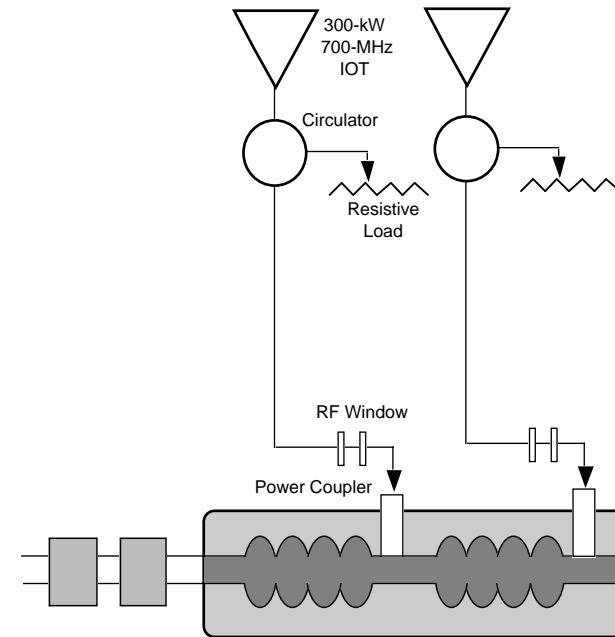 300-kW
700-MHz
IOT
Circulator
Resistive
Load
RF Window
Power Coupler